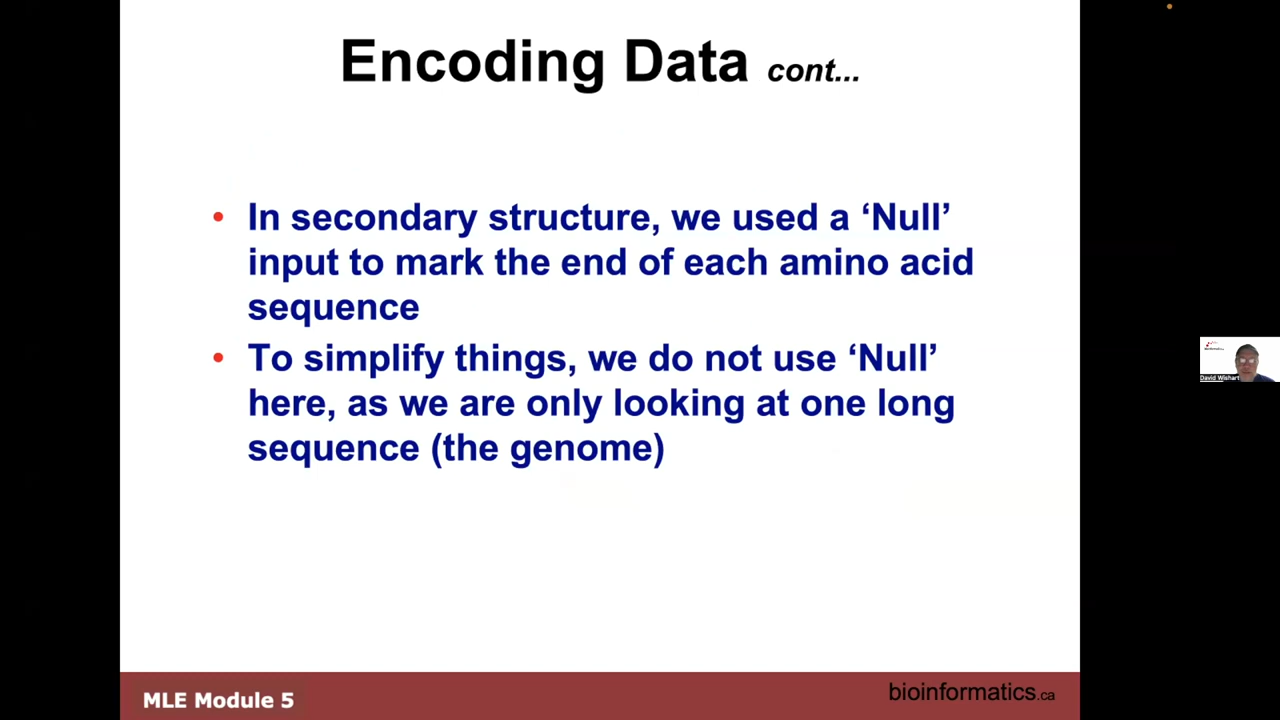 Encoding Data cont...
• In secondary structure, we used a ‘Null’
input to mark the end of each amino acid
sequence
• To simplify things, we do not use ‘Null’
here, as we are only looking at one long
sequence (the genome)
David Wishart
MLE Module 5
bioinformatics.ca